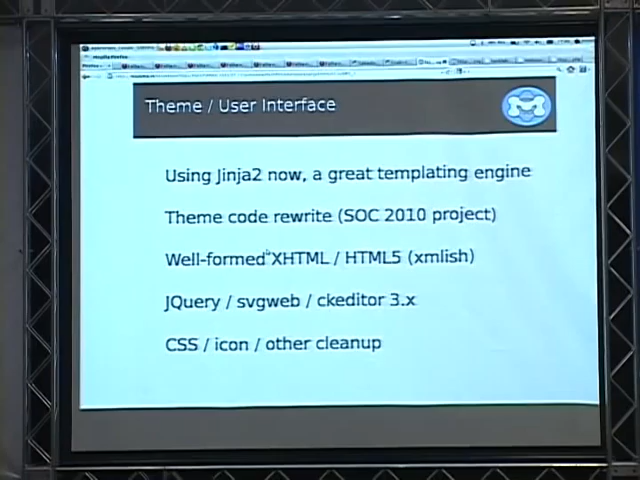 Theme / User Interface
Using Jinja2 now, a great templating engine
Theme code rewrite (SOC 2010 project)
Well-formed XHTML / HTML5 (xmlish)
JQuery / svgweb / ckeditor 3.x
CSS / icon / other cleanup